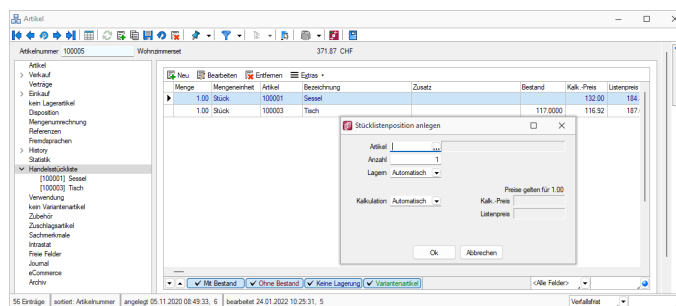 Artikel
Artikelnummer 100005 Wohnzimmerset 371.87 CHF
Artikel
Verkauf
Verträge
Einkauf
kein Lagerartikel
Disposition
Mengenumrechnung
Referenzen
Fremdsprachen
History
Statistik
Handelsstückliste
[100001] Sessel
[100003] Tisch
Verwendung
kein Variantenartikel
Zubehör
Zuschlagsartikel
Sachmerkmale
Intrastat
Freie Felder
Journal
eCommerce
Archiv
Neu Bearbeiten Entfernen Extras
Menge Mengeneinheit Artikel Bezeichnung Zusatz Bestand Kalk.-Preis Listenpreis
1.00 Stück 100001 Sessel 132.00 184.
1.00 Stück 100003 Tisch 117.0000 116.92 187.
Stücklistenposition anlegen
Artikel ...
Anzahl 1
Lagern Automatisch
Preise gelten für 1.00
Kalkulation Automatisch Kalk.-Preis
Listenpreis
Ok Abbrechen
Mit Bestand Ohne Bestand Keine Lagerung Variantenartikel <Alle Felder>
56 Einträge sortiert: Artikelnummer angelegt 05.11.2020 08:49:33, 6 bearbeitet 24.01.2022 10:25:31, 5 Verfallsfrist